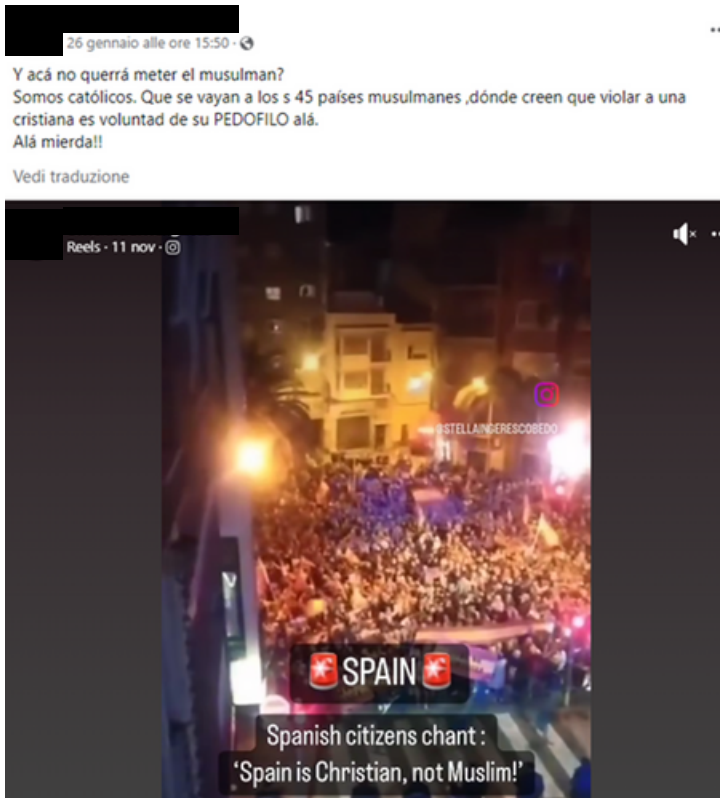 26 gennaio alle ore 15:50 ·
Y acá no querrá meter el musulman?
Somos católicos. Que se vayan a los s 45 países musulmanes ,dónde creen que violar a una
cristiana es voluntad de su PEDOFILO alá.
Alá mierda!!
Vedi traduzione
Reels · 11 nov ·
@STELLAINGERESCOBEDO
SPAIN
Spanish citizens chant :
‘Spain is Christian, not Muslim!’